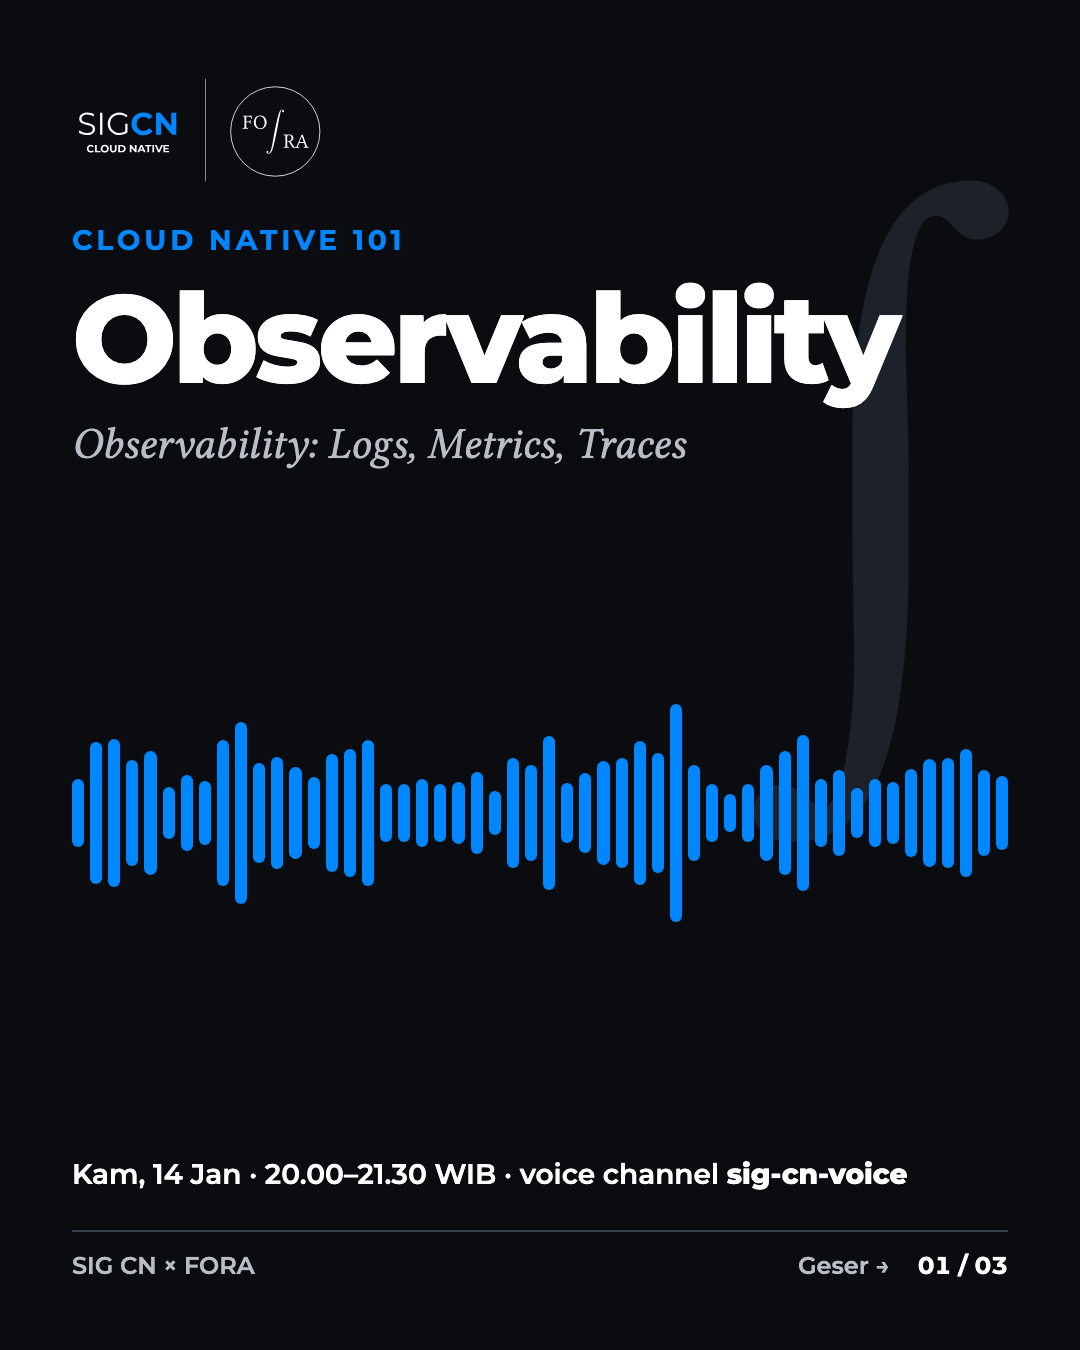 SIGCN
CLOUD NATIVE
FO∫RA
CLOUD NATIVE 101
Observability
Observability: Logs, Metrics, Traces
Kam, 14 Jan · 20.00–21.30 WIB · voice channel sig-cn-voice
SIG CN × FORA
Geser → 01 / 03